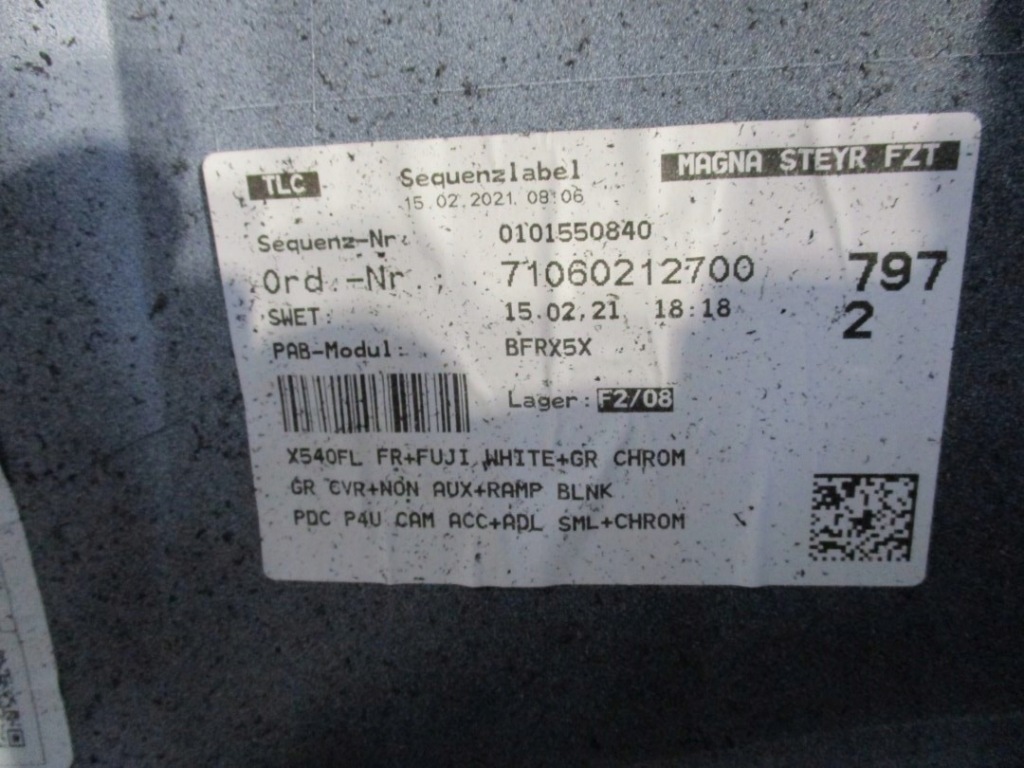 TLC Sequenzlabel MAGNA STEYR FZT
15.02.2021, 08:06
Sequenz-Nr: 0101550840
Ord.-Nr.: 71060212700 797
SWET: 15.02.21 18:18 2
PAB-Modul: BFRX5X
Lager: F2/08
X540FL FR+FUJI WHITE+GR CHROM
GR CVR+NON AUX+RAMP BLNK
PDC P4U CAM ACC+ADL SML+CHROM